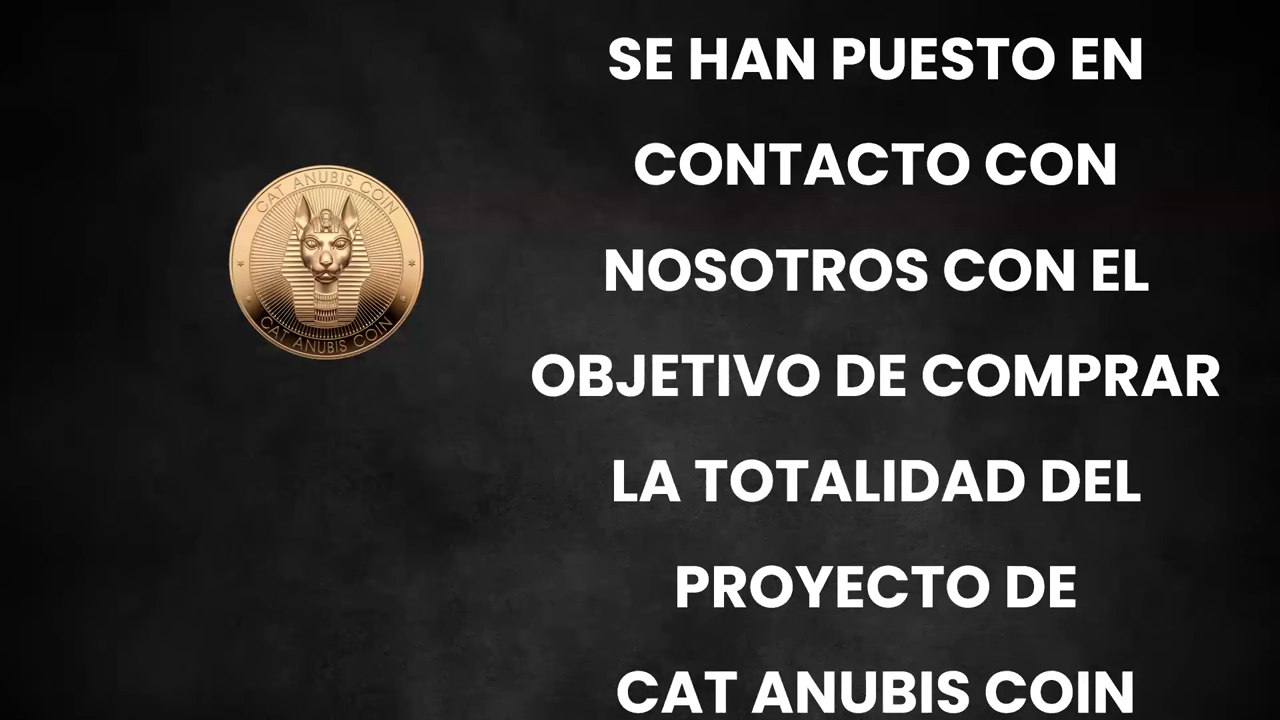 CAT ANUBIS COIN
CAT ANUBIS COIN
SE HAN PUESTO EN
CONTACTO CON
NOSOTROS CON EL
OBJETIVO DE COMPRAR
LA TOTALIDAD DEL
PROYECTO DE
CAT ANUBIS COIN